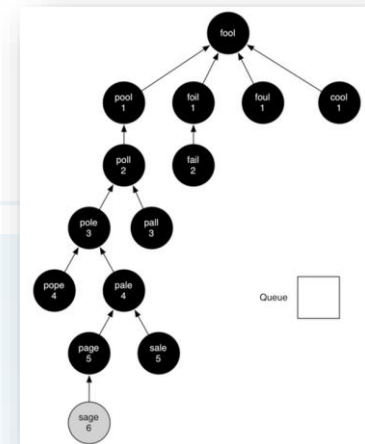 fool
pool
1
foil
1
foul
1
cool
1
poll
2
fail
2
pole
3
pall
3
pope
4
pale
4
Queue
page
5
sale
5
sage
6